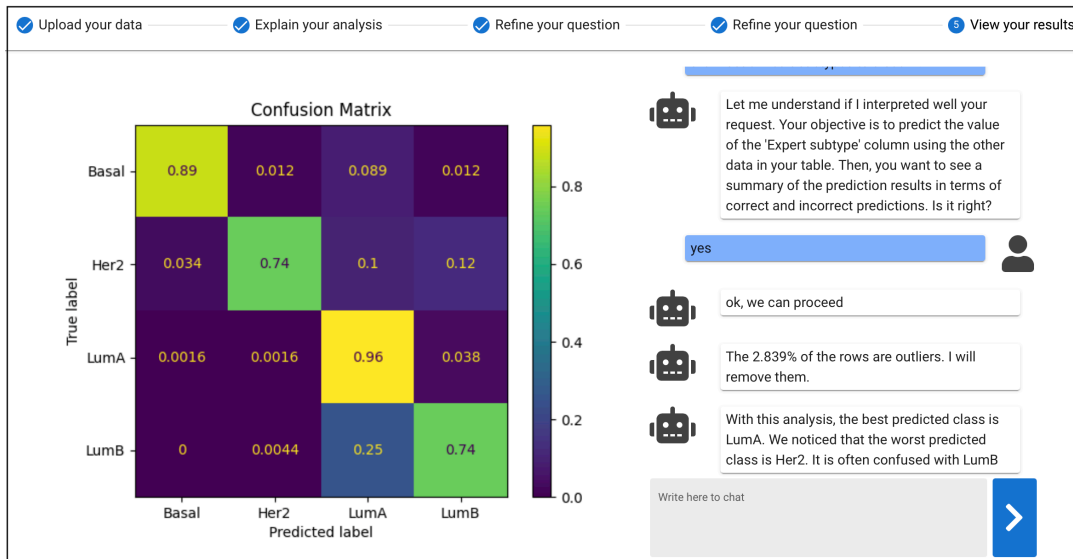 Upload your data
Explain your analysis
Refine your question
Refine your question
5 View your results
Confusion Matrix
True label
Basal
0.89 0.012 0.089 0.012
Her2
0.034 0.74 0.1 0.12
LumA
0.0016 0.0016 0.96 0.038
LumB
0 0.0044 0.25 0.74
Basal Her2 LumA LumB
Predicted label
0.8
0.6
0.4
0.2
0.0
Let me understand if I interpreted well your
request. Your objective is to predict the value
of the 'Expert subtype' column using the other
data in your table. Then, you want to see a
summary of the prediction results in terms of
correct and incorrect predictions. Is it right?
yes
ok, we can proceed
The 2.839% of the rows are outliers. I will
remove them.
With this analysis, the best predicted class is
LumA. We noticed that the worst predicted
class is Her2. It is often confused with LumB
Write here to chat